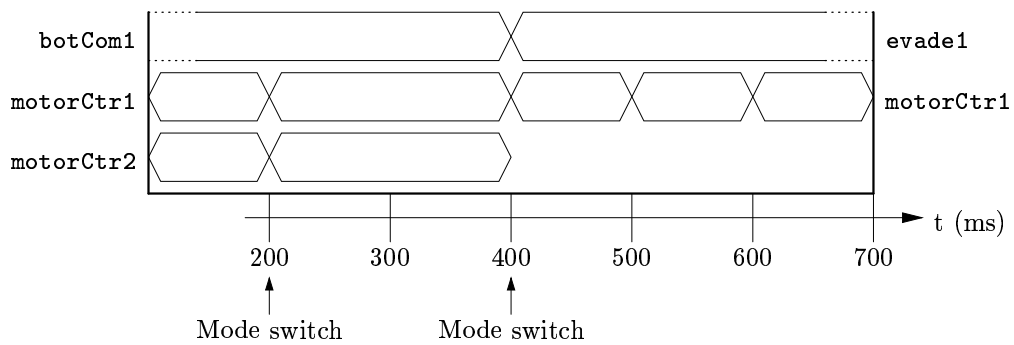 botCom1
evade1
motorCtr1
motorCtr1
motorCtr2
t (ms)
200 300 400 500 600 700
Mode switch Mode switch